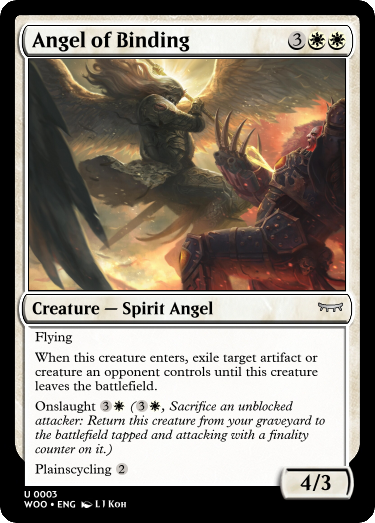 Angel of Binding 3
Creature — Spirit Angel
Flying
When this creature enters, exile target artifact or
creature an opponent controls until this creature
leaves the battlefield.
Onslaught 3 (3, Sacrifice an unblocked
attacker: Return this creature from your graveyard to
the battlefield tapped and attacking with a finality
counter on it.)
Plainscycling 2
4/3
U 0003
WOO • ENG L J Koh